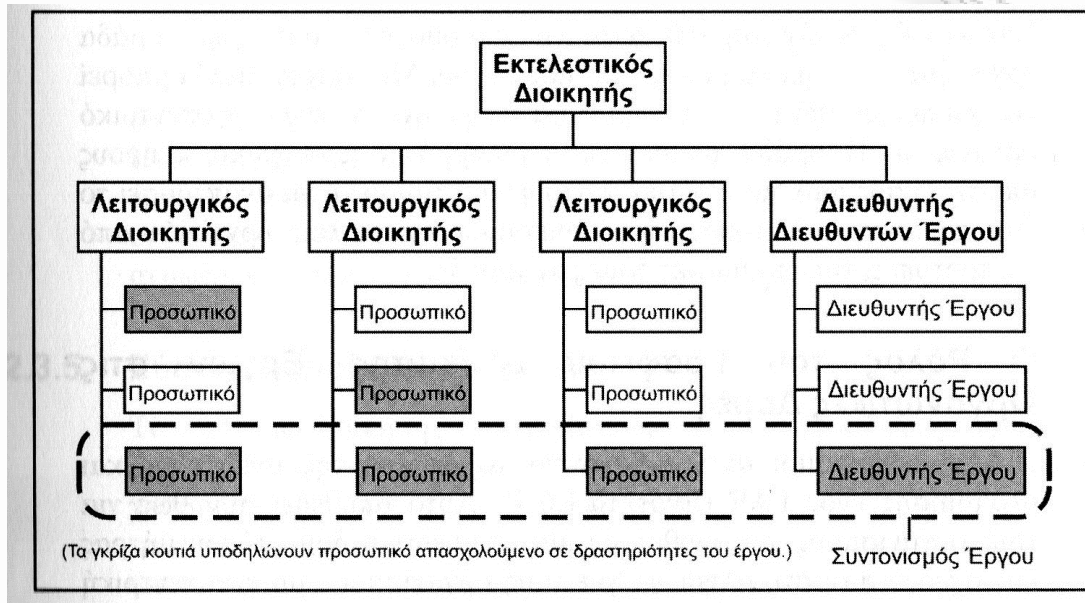 Εκτελεστικός
Διοικητής
Λειτουργικός
Διοικητής
Λειτουργικός
Διοικητής
Λειτουργικός
Διοικητής
Διευθυντής
Διευθυντών Έργου
Προσωπικό
Προσωπικό
Προσωπικό
Διευθυντής Έργου
Προσωπικό
Προσωπικό
Προσωπικό
Διευθυντής Έργου
Προσωπικό
Προσωπικό
Προσωπικό
Διευθυντής Έργου
(Τα γκρίζα κουτιά υποδηλώνουν προσωπικό απασχολούμενο σε δραστηριότητες του έργου.)
Συντονισμός Έργου